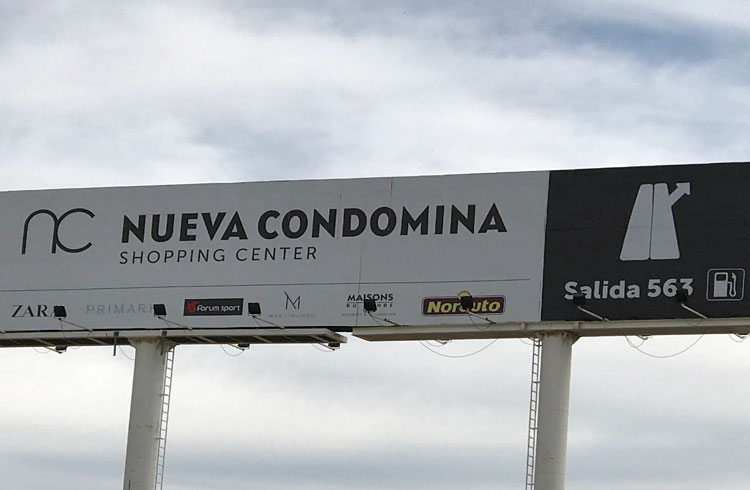 nc
NUEVA CONDOMINA
SHOPPING CENTER
ZARA PRIMARK Forum sport M MAISONS Norauto
Salida 563